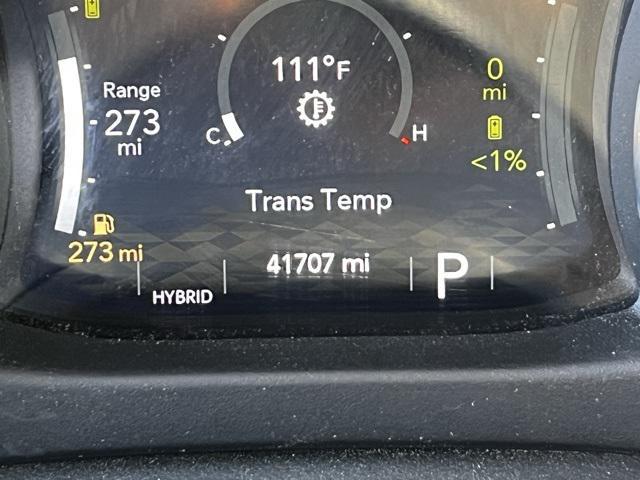 111°F
Range
273
mi
C
H
0
mi
<1%
Trans Temp
273 mi
HYBRID
41707 mi
P